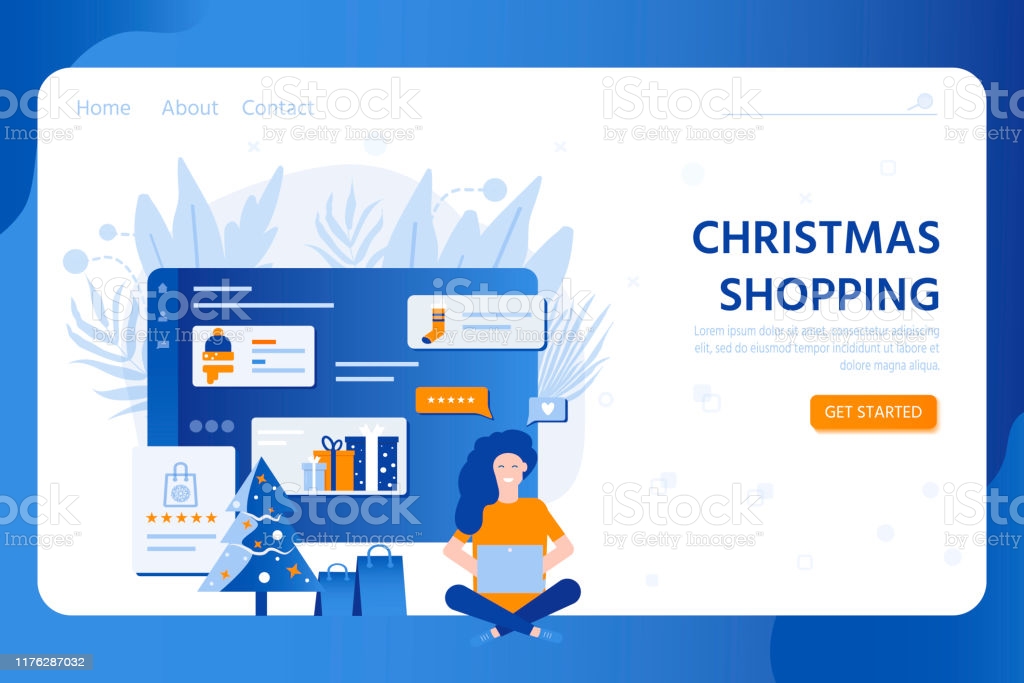 Home About Contact
CHRISTMAS
SHOPPING
Lorem ipsum dolor sit amet, consectetur adipiscing
elit, sed do eiusmod tempor incididunt ut labore et
dolore magna aliqua.
GET STARTED
iStock
by Getty Images™
1176287032